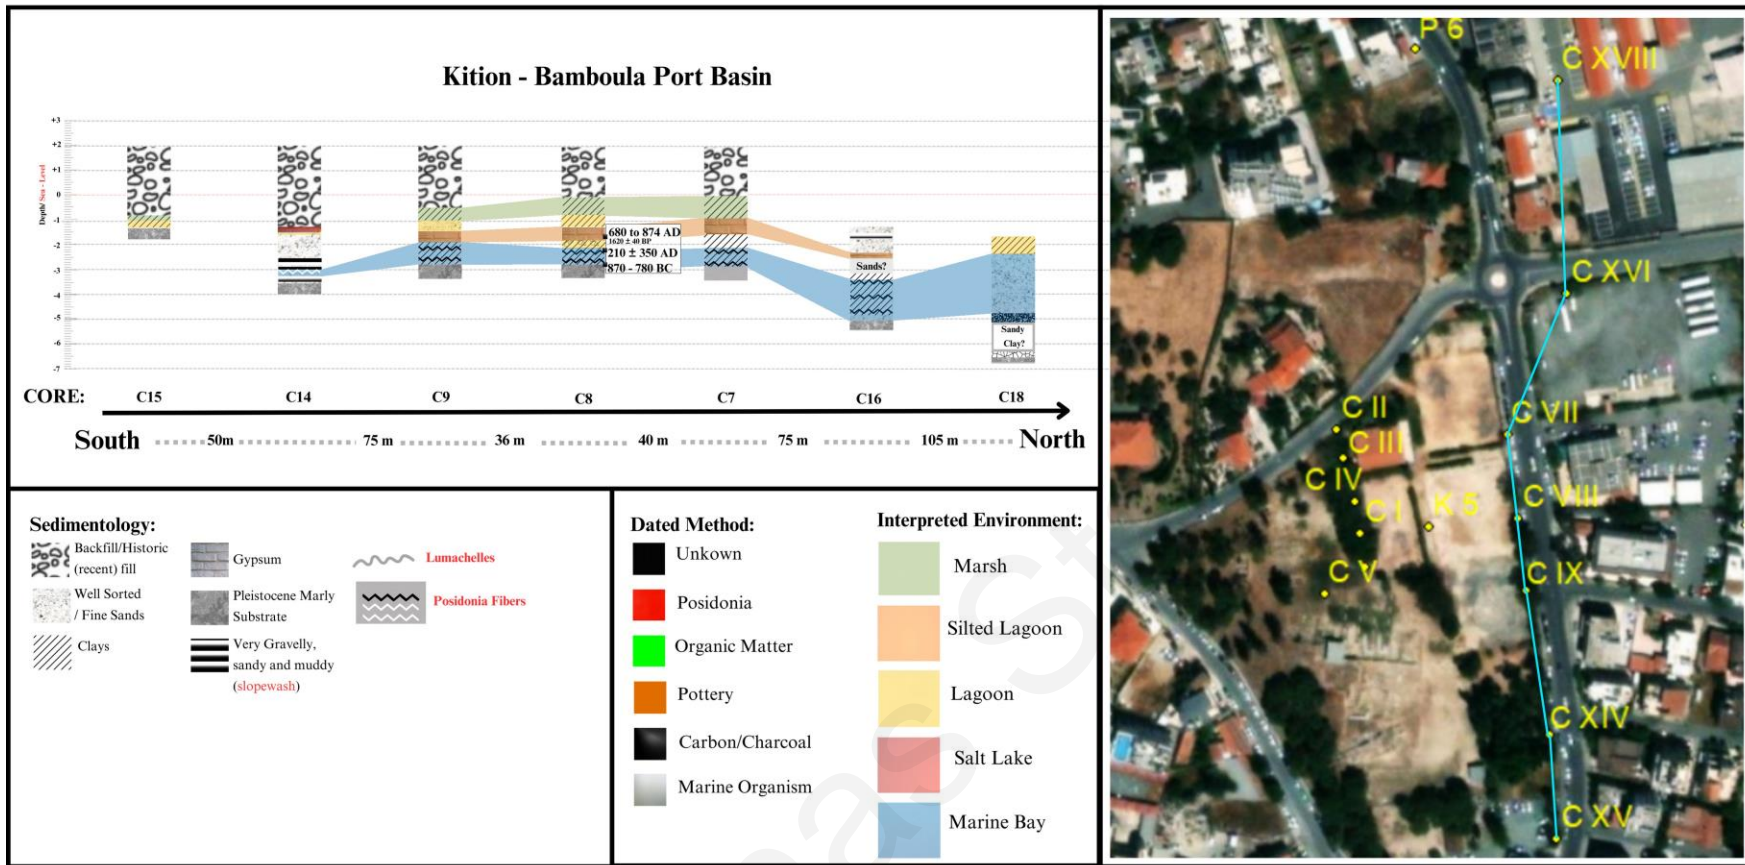 Kition - Bamboula Port Basin
Depth/ Sea - Level
+3
+2
+1
0
-1
-2
-3
-4
-5
-6
-7
680 to 874 AD
1620 ± 40 BP
210 ± 350 AD
870 - 780 BC
Sands?
Sandy
Clay?
CORE: C15 C14 C9 C8 C7 C16 C18
South 50m 75 m 36 m 40 m 75 m 105 m North
Sedimentology:
Backfill/Historic
(recent) fill
Well Sorted
/ Fine Sands
Clays
Gypsum
Pleistocene Marly
Substrate
Very Gravelly,
sandy and muddy
(slopewash)
Lumachelles
Posidonia Fibers
Dated Method:
Unkown
Posidonia
Organic Matter
Pottery
Carbon/Charcoal
Marine Organism
Interpreted Environment:
Marsh
Silted Lagoon
Lagoon
Salt Lake
Marine Bay
P 6
C XVIII
C XVI
C VII
C II
C III
C IV
C VIII
C I
K 5
C V
C IX
C XIV
C XV